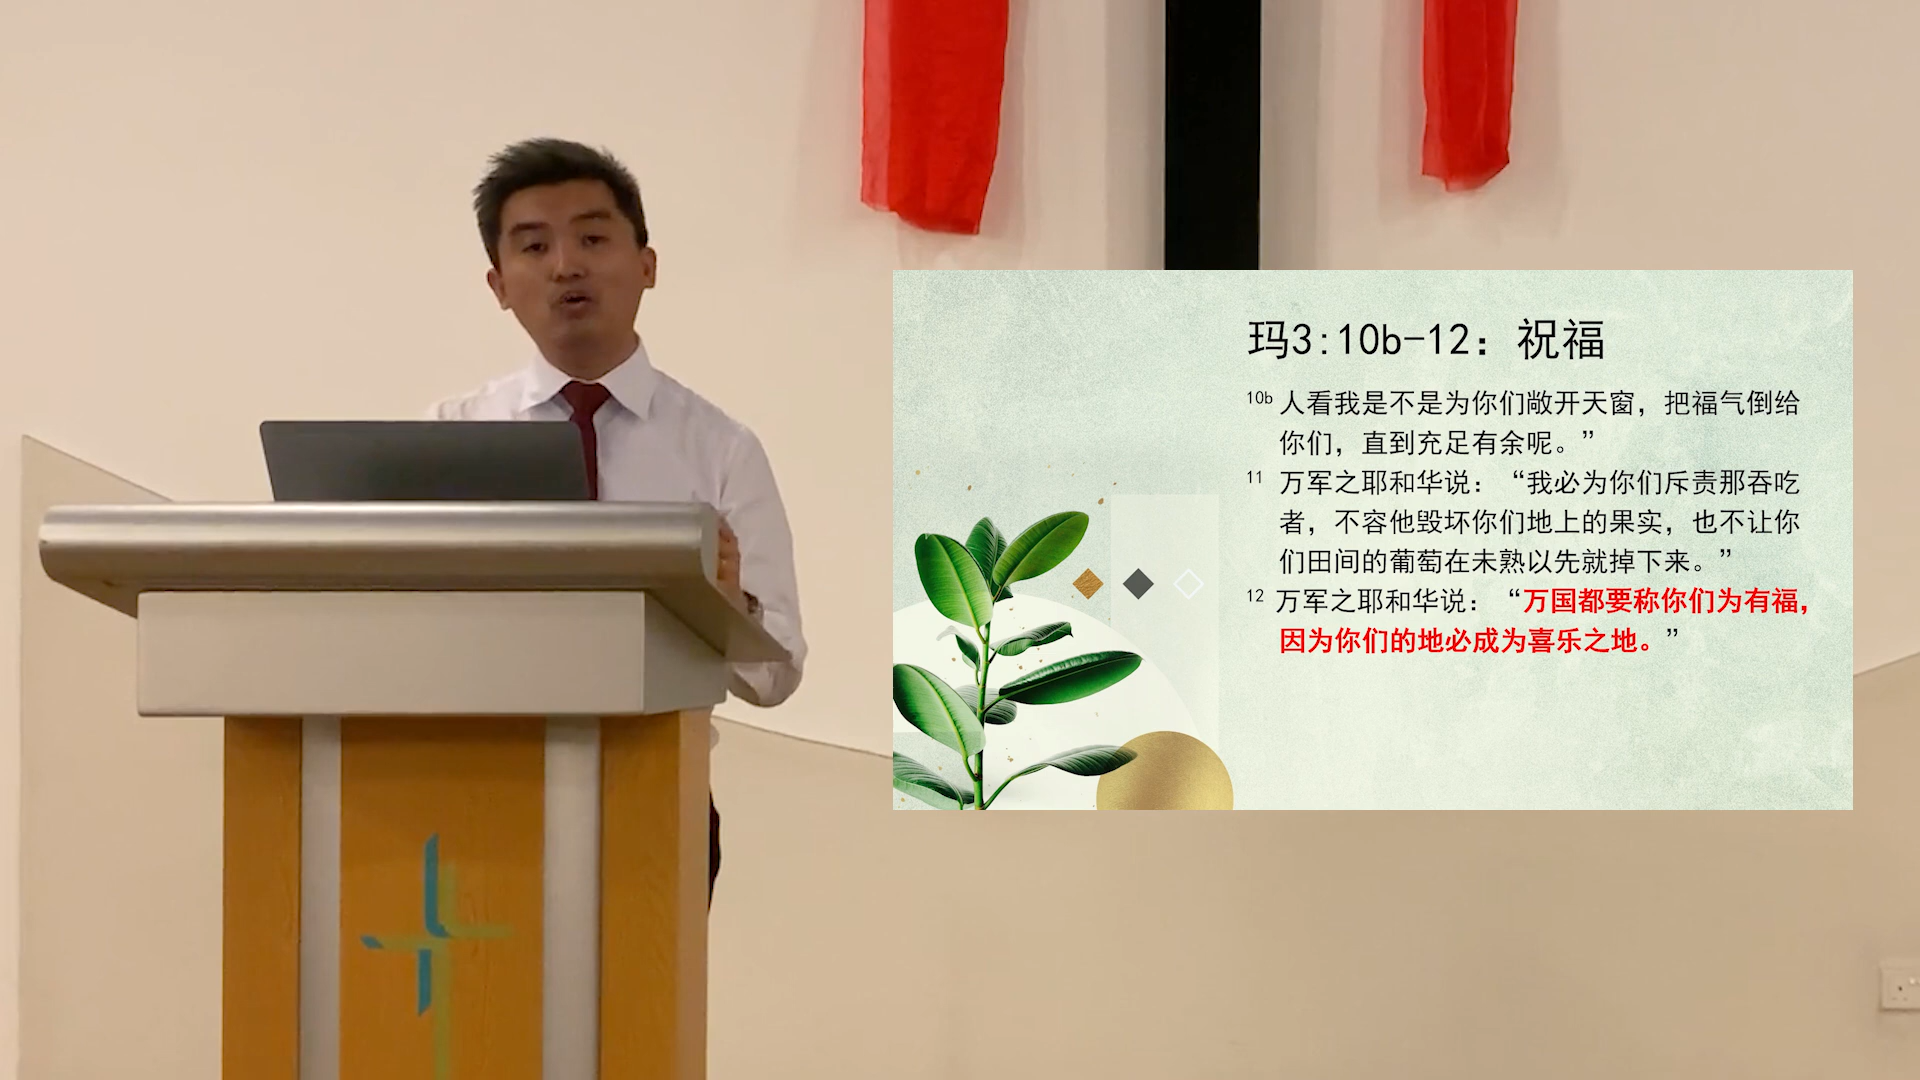 玛3:10b-12：祝福
10b 人看我是不是为你们敞开天窗，把福气倒给
你们，直到充足有余呢。”
11 万军之耶和华说：“我必为你们斥责那吞吃
者，不容他毁坏你们地上的果实，也不让你
们田间的葡萄在未熟以先就掉下来。”
12 万军之耶和华说：“万国都要称你们为有福，
因为你们的地必成为喜乐之地。”